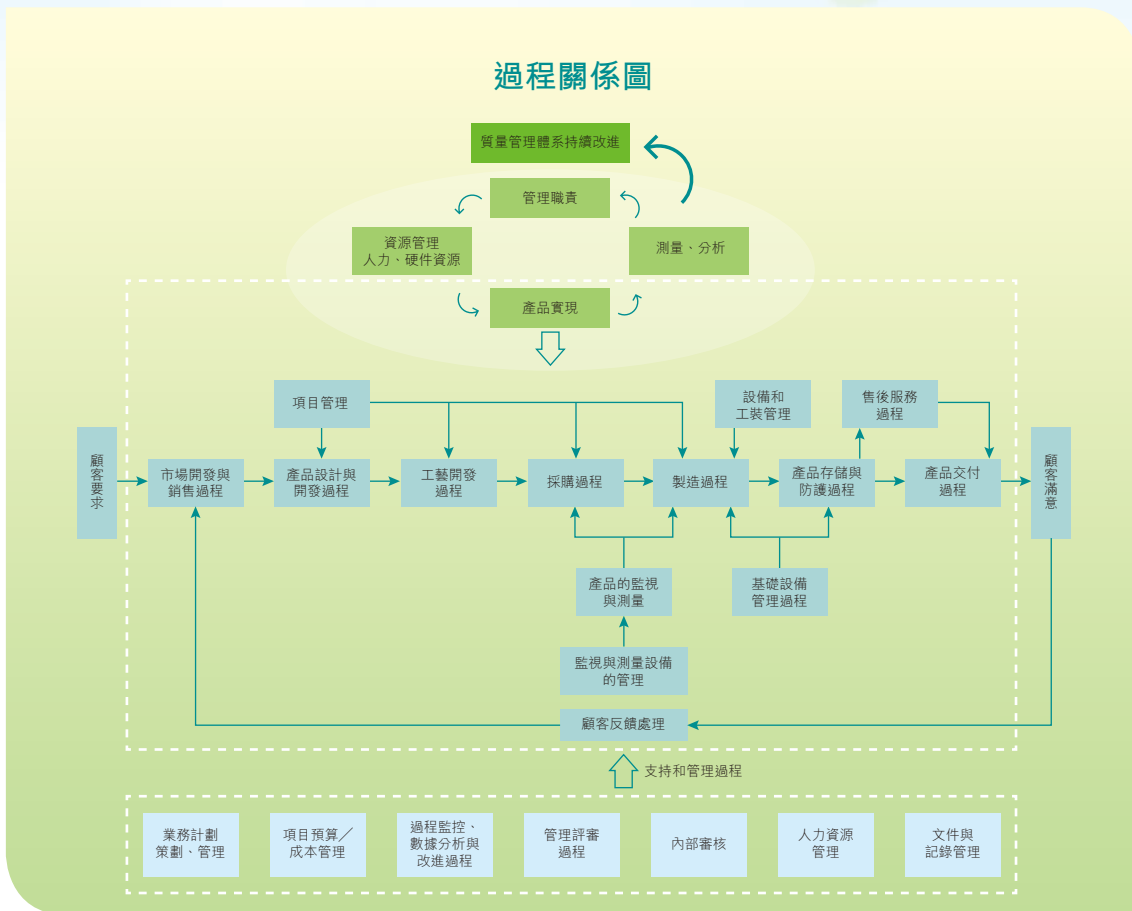 過程關係圖
質量管理體系持續改進
管理職責
資源管理
人力、硬件資源
測量、分析
產品實現
項目管理
設備和
工裝管理
售後服務
過程
顧客要求
市場開發與
銷售過程
產品設計與
開發過程
工藝開發
過程
採購過程
製造過程
產品存儲與
防護過程
產品交付
過程
顧客滿意
產品的監視
與測量
基礎設備
管理過程
監視與測量設備
的管理
顧客反饋處理
支持和管理過程
業務計劃
策劃、管理
項目預算／
成本管理
過程監控、
數據分析與
改進過程
管理評審
過程
內部審核
人力資源
管理
文件與
記錄管理